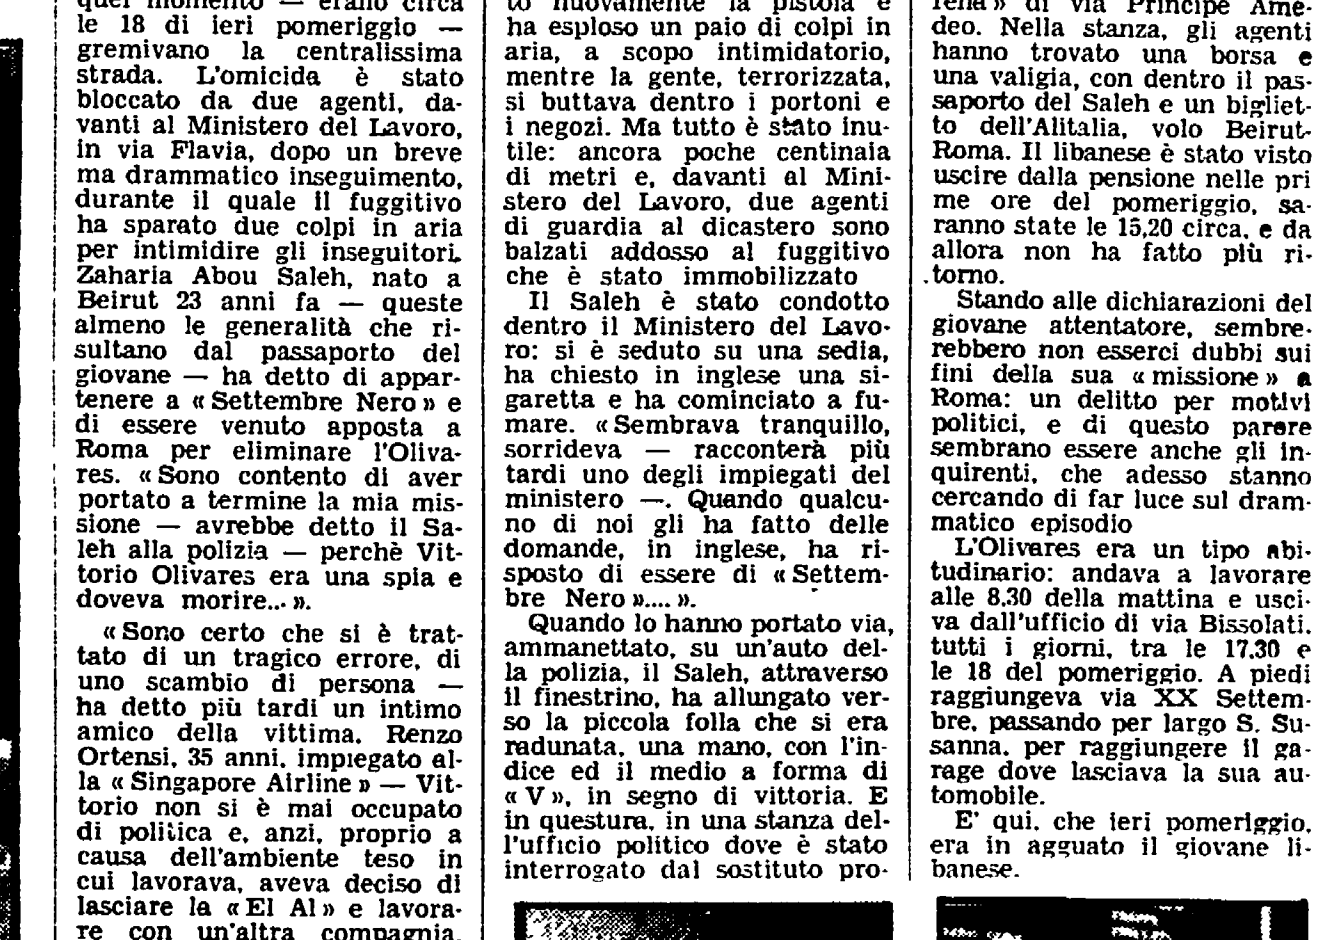 quel momento — erano circa
le 18 di ieri pomeriggio —
gremivano la centralissima
strada. L'omicida è stato
bloccato da due agenti, da-
vanti al Ministero del Lavoro,
in via Flavia, dopo un breve
ma drammatico inseguimento,
durante il quale il fuggitivo
ha sparato due colpi in aria
per intimidire gli inseguitori.
Zaharia Abou Saleh, nato a
Beirut 23 anni fa — queste
almeno le generalità che ri-
sultano dal passaporto del
giovane — ha detto di appar-
tenere a « Settembre Nero » e
di essere venuto apposta a
Roma per eliminare l'Oliva-
res. « Sono contento di aver
portato a termine la mia mis-
sione — avrebbe detto il Sa-
leh alla polizia — perchè Vit-
torio Olivares era una spia e
doveva morire... ».
« Sono certo che si è trat-
tato di un tragico errore, di
uno scambio di persona —
ha detto più tardi un intimo
amico della vittima, Renzo
Ortensi, 35 anni, impiegato al-
la « Singapore Airline » — Vit-
torio non si è mai occupato
di politica e, anzi, proprio a
causa dell'ambiente teso in
cui lavorava, aveva deciso di
lasciare la « El Al » e lavora-
re con un'altra compagnia.
to nuovamente la pistola e
ha esploso un paio di colpi in
aria, a scopo intimidatorio,
mentre la gente, terrorizzata,
si buttava dentro i portoni e
i negozi. Ma tutto è stato inu-
tile: ancora poche centinaia
di metri e, davanti al Mini-
stero del Lavoro, due agenti
di guardia al dicastero sono
balzati addosso al fuggitivo
che è stato immobilizzato
Il Saleh è stato condotto
dentro il Ministero del Lavo-
ro: si è seduto su una sedia,
ha chiesto in inglese una si-
garetta e ha cominciato a fu-
mare. « Sembrava tranquillo,
sorrideva — racconterà più
tardi uno degli impiegati del
ministero —. Quando qualcu-
no di noi gli ha fatto delle
domande, in inglese, ha ri-
sposto di essere di « Settem-
bre Nero ».... ».
Quando lo hanno portato via,
ammanettato, su un'auto del-
la polizia, il Saleh, attraverso
il finestrino, ha allungato ver-
so la piccola folla che si era
radunata, una mano, con l'in-
dice ed il medio a forma di
« V », in segno di vittoria. E
in questura, in una stanza del-
l'ufficio politico dove è stato
interrogato dal sostituto pro-
rena » di via Principe Ame-
deo. Nella stanza, gli agenti
hanno trovato una borsa e
una valigia, con dentro il pas-
saporto del Saleh e un bigliet-
to dell'Alitalia, volo Beirut-
Roma. Il libanese è stato visto
uscire dalla pensione nelle pri
me ore del pomeriggio, sa-
ranno state le 15,20 circa, e da
allora non ha fatto più ri-
torno.
Stando alle dichiarazioni del
giovane attentatore, sembre-
rebbero non esserci dubbi sui
fini della sua « missione » a
Roma: un delitto per motivi
politici, e di questo parere
sembrano essere anche gli in-
quirenti, che adesso stanno
cercando di far luce sul dram-
matico episodio
L'Olivares era un tipo abi-
tudinario: andava a lavorare
alle 8.30 della mattina e usci-
va dall'ufficio di via Bissolati,
tutti i giorni, tra le 17.30 e
le 18 del pomeriggio. A piedi
raggiungeva via XX Settem-
bre, passando per largo S. Su-
sanna, per raggiungere il ga-
rage dove lasciava la sua au-
tomobile.
E' qui, che ieri pomeriggio,
era in agguato il giovane li-
banese.